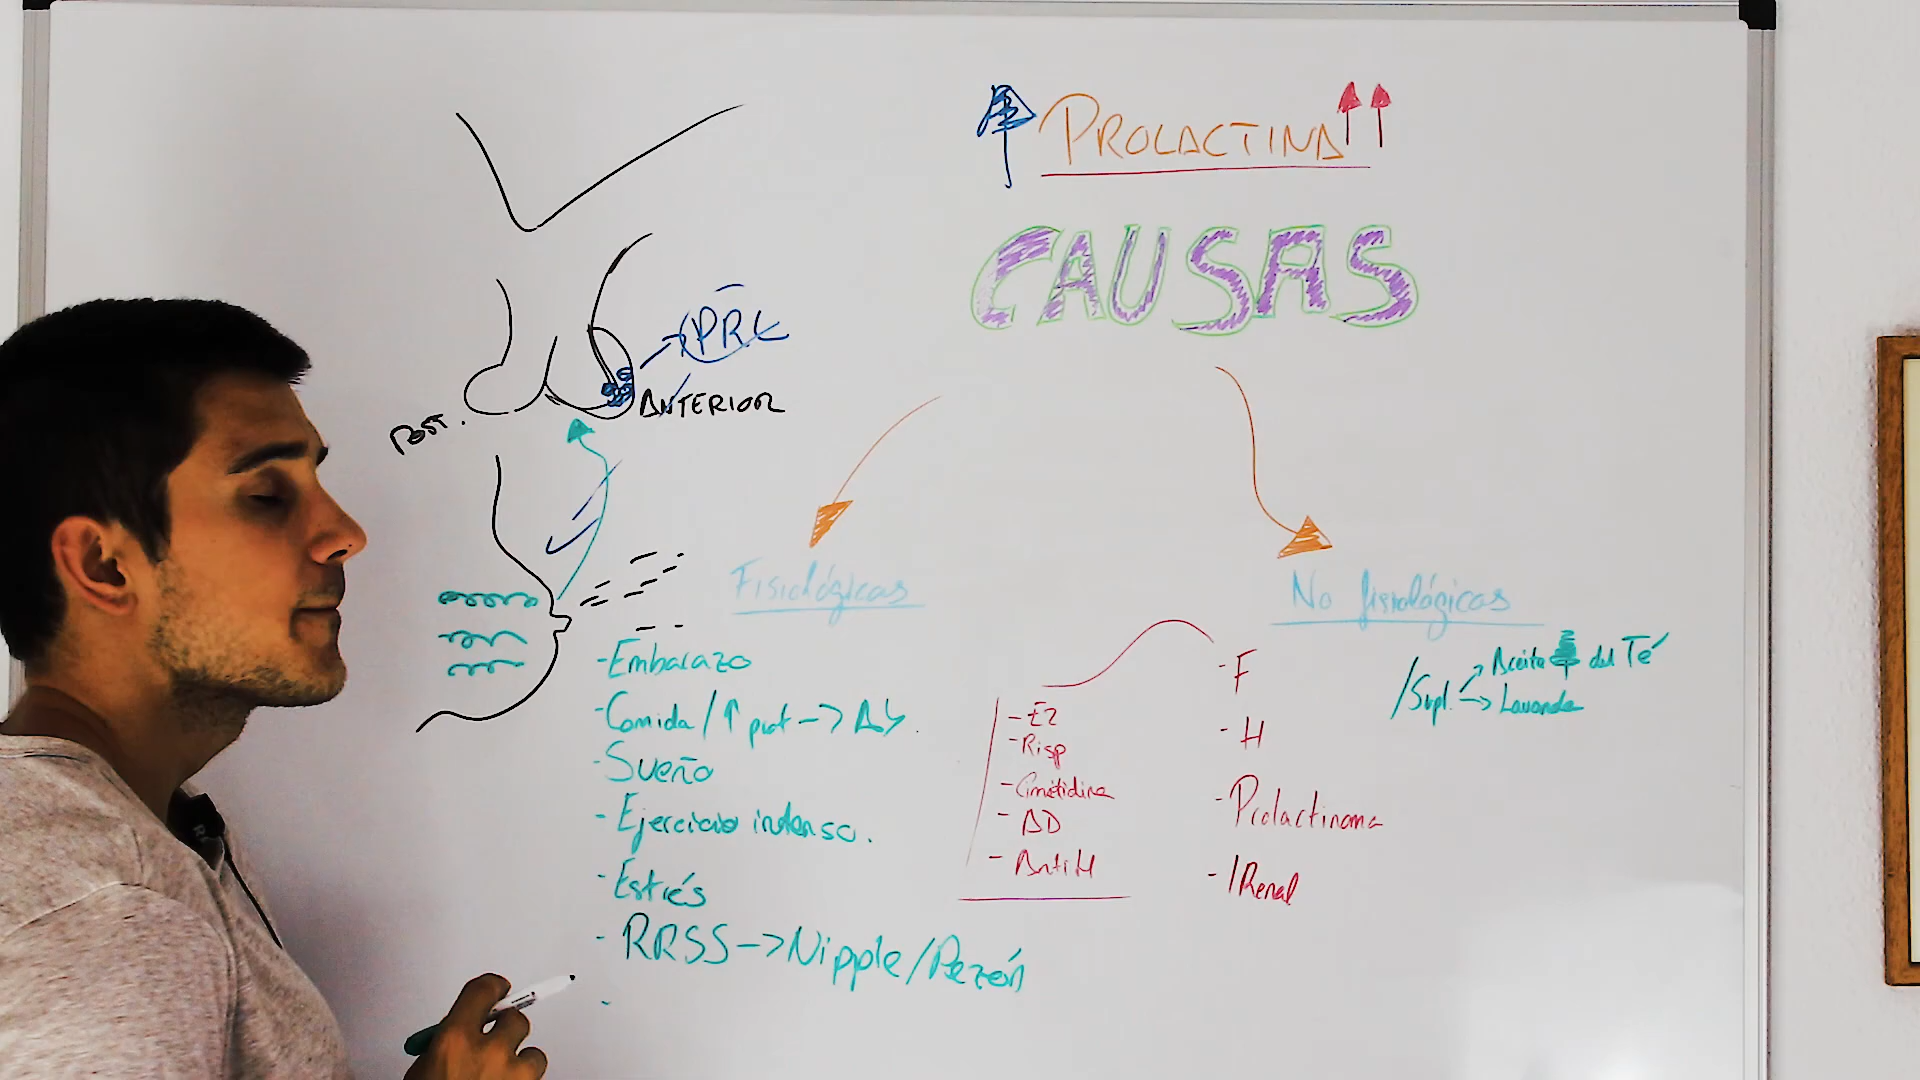 PROLACTINA
CAUSAS
PRL
ANTERIOR
POST.
Fisiológicas
- Embarazo
- Comida / ↑ prot -->
- Sueño
- Ejercicio intenso.
- Estrés
- RRSS -> Nipple/Pezón
-
No fisiológicas
- F
- H
- Prolactinoma
- I Renal
/Supl. -> Aceite del Té
-> Lavanda
- E2
- Risp
- Cimetidina
- AD
- AntiH